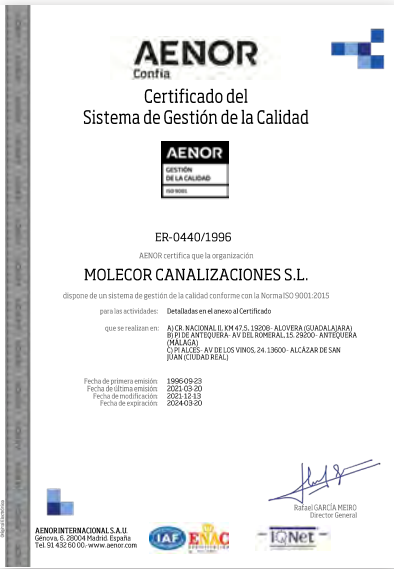 AENOR
Confía
Certificado del
Sistema de Gestión de la Calidad
AENOR
GESTIÓN
DE LA CALIDAD
ISO 9001
ER-0440/1996
AENOR certifica que la organización
MOLECOR CANALIZACIONES S.L.
dispone de un sistema de gestión de la calidad conforme con la Norma ISO 9001:2015
para las actividades: Detalladas en el anexo al Certificado
que se realizan en: A) CR. NACIONAL II, KM 47,5. 19208- ALOVERA (GUADALAJARA)
B) PI DE ANTEQUERA- AV DEL ROMERAL, 15. 29200- ANTEQUERA
(MÁLAGA)
C) PI ALCES- AV DE LOS VINOS, 24. 13600- ALCÁZAR DE SAN
JUAN (CIUDAD REAL)
Fecha de primera emisión: 1996-09-23
Fecha de última emisión: 2021-03-20
Fecha de modificación: 2021-12-13
Fecha de expiración: 2024-03-20
Rafael GARCÍA MEIRO
Director General
AENOR INTERNACIONAL S.A.U.
Génova, 6. 28004 Madrid. España
Tel. 91 432 60 00.- www.aenor.com
IAF
ENAC
IQNet